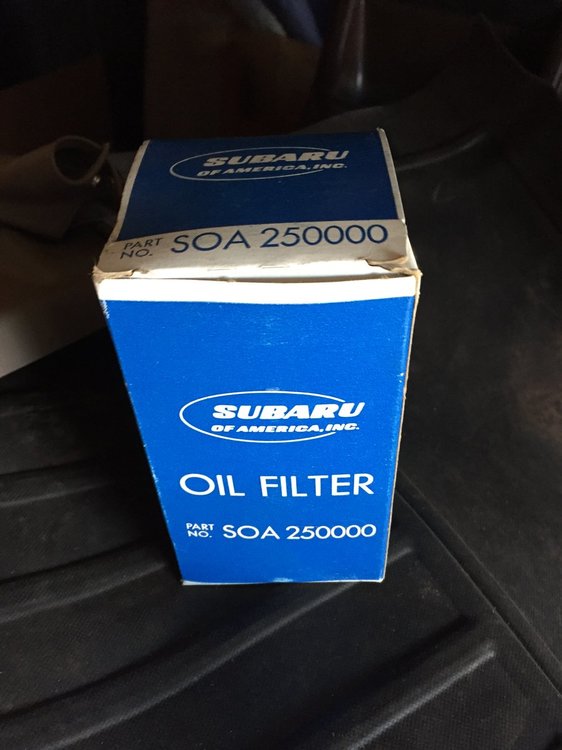 SUBARU
OF AMERICA, INC.
PART NO. SOA 250000
SUBARU
OF AMERICA, INC.
OIL FILTER
PART NO. SOA 250000